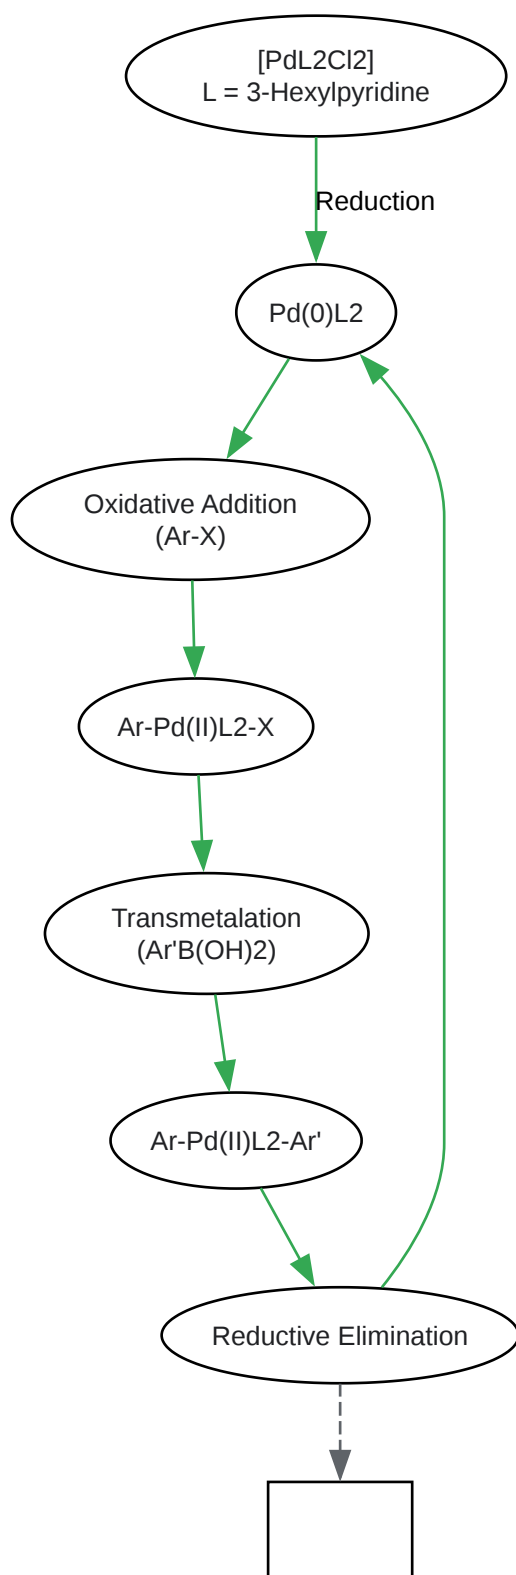 [PdL2Cl2]
L = 3-Hexylpyridine
Reduction
Pd(0)L2
Oxidative Addition
(Ar-X)
Ar-Pd(II)L2-X
Transmetalation
(Ar'B(OH)2)
Ar-Pd(II)L2-Ar'
Reductive Elimination